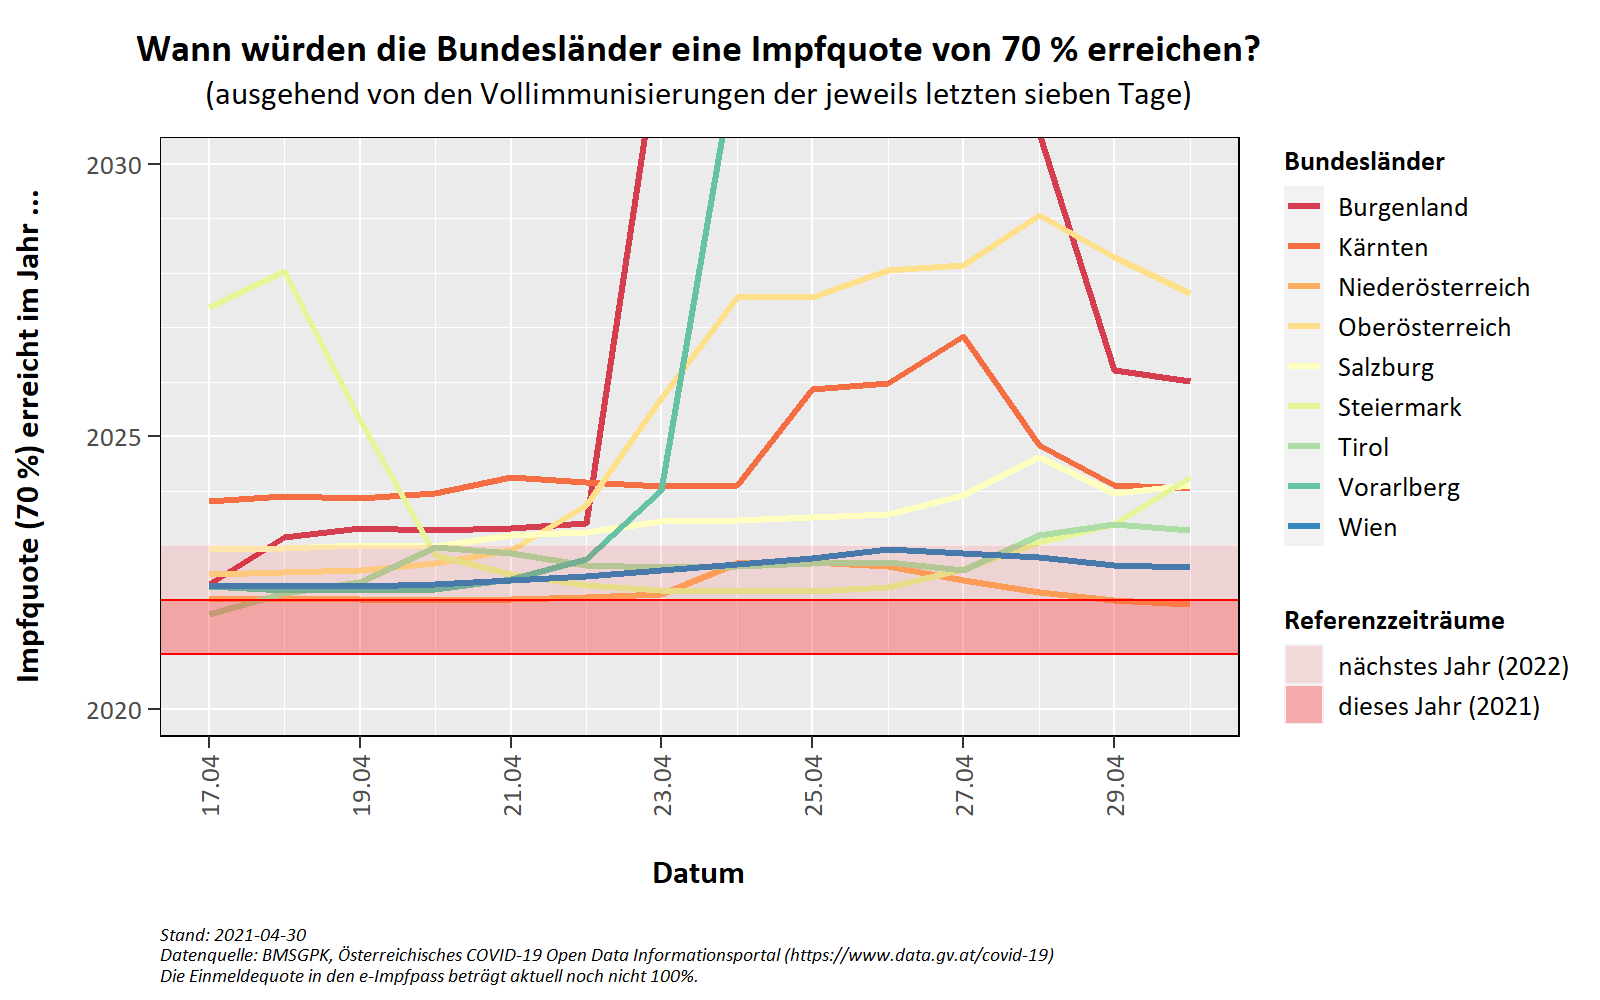 Wann würden die Bundesländer eine Impfquote von 70 % erreichen?
(ausgehend von den Vollimmunisierungen der jeweils letzten sieben Tage)
Impfquote (70 %) erreicht im Jahr ...
2030
2025
2020
17.04
19.04
21.04
23.04
25.04
27.04
29.04
Datum
Bundesländer
Burgenland
Kärnten
Niederösterreich
Oberösterreich
Salzburg
Steiermark
Tirol
Vorarlberg
Wien
Referenzzeiträume
nächstes Jahr (2022)
dieses Jahr (2021)
Stand: 2021-04-30
Datenquelle: BMSGPK, Österreichisches COVID-19 Open Data Informationsportal (https://www.data.gv.at/covid-19)
Die Einmeldequote in den e-Impfpass beträgt aktuell noch nicht 100%.